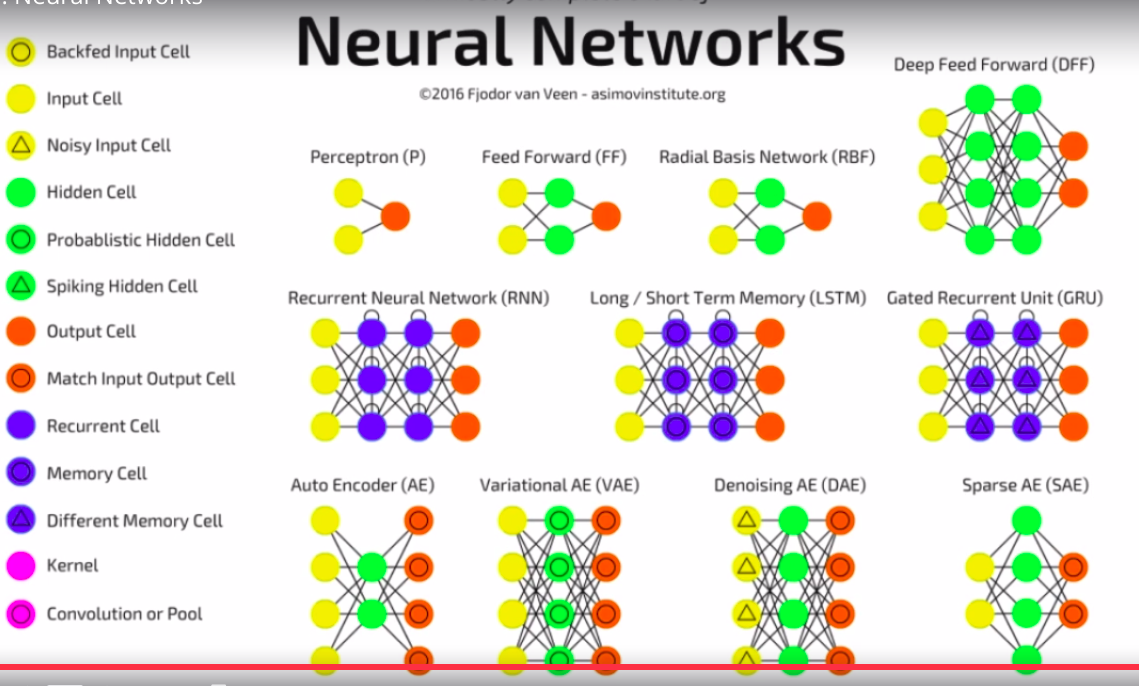 : Neural Networks
Neural Networks
©2016 Fjodor van Veen - asimovinstitute.org
Backfed Input Cell
Input Cell
Noisy Input Cell
Hidden Cell
Probablistic Hidden Cell
Spiking Hidden Cell
Output Cell
Match Input Output Cell
Recurrent Cell
Memory Cell
Different Memory Cell
Kernel
Convolution or Pool
Deep Feed Forward (DFF)
Perceptron (P)
Feed Forward (FF)
Radial Basis Network (RBF)
Recurrent Neural Network (RNN)
Long / Short Term Memory (LSTM)
Gated Recurrent Unit (GRU)
Auto Encoder (AE)
Variational AE (VAE)
Denoising AE (DAE)
Sparse AE (SAE)